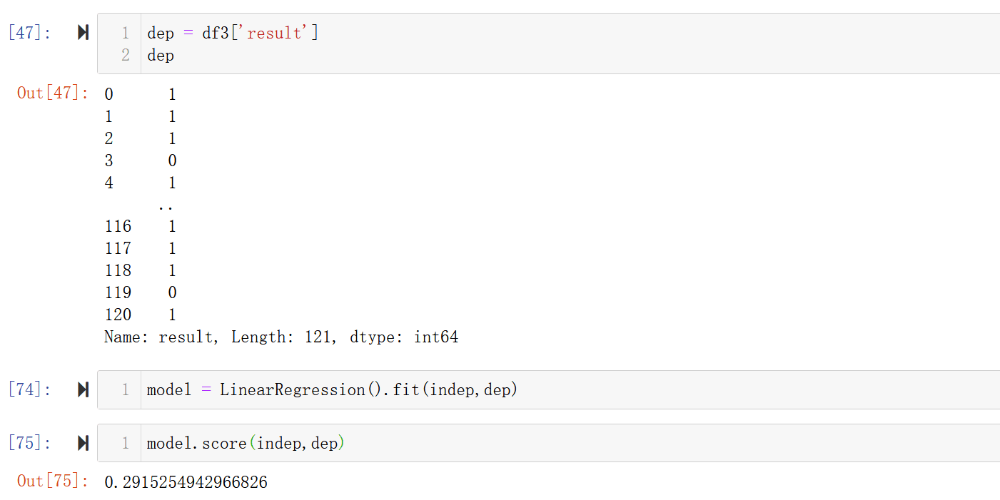 [47]:
1 dep = df3['result']
2 dep
Out[47]:
0 1
1 1
2 1
3 0
4 1
..
116 1
117 1
118 1
119 0
120 1
Name: result, Length: 121, dtype: int64
[74]:
1 model = LinearRegression().fit(indep,dep)
[75]:
1 model.score(indep,dep)
Out[75]: 0.2915254942966826